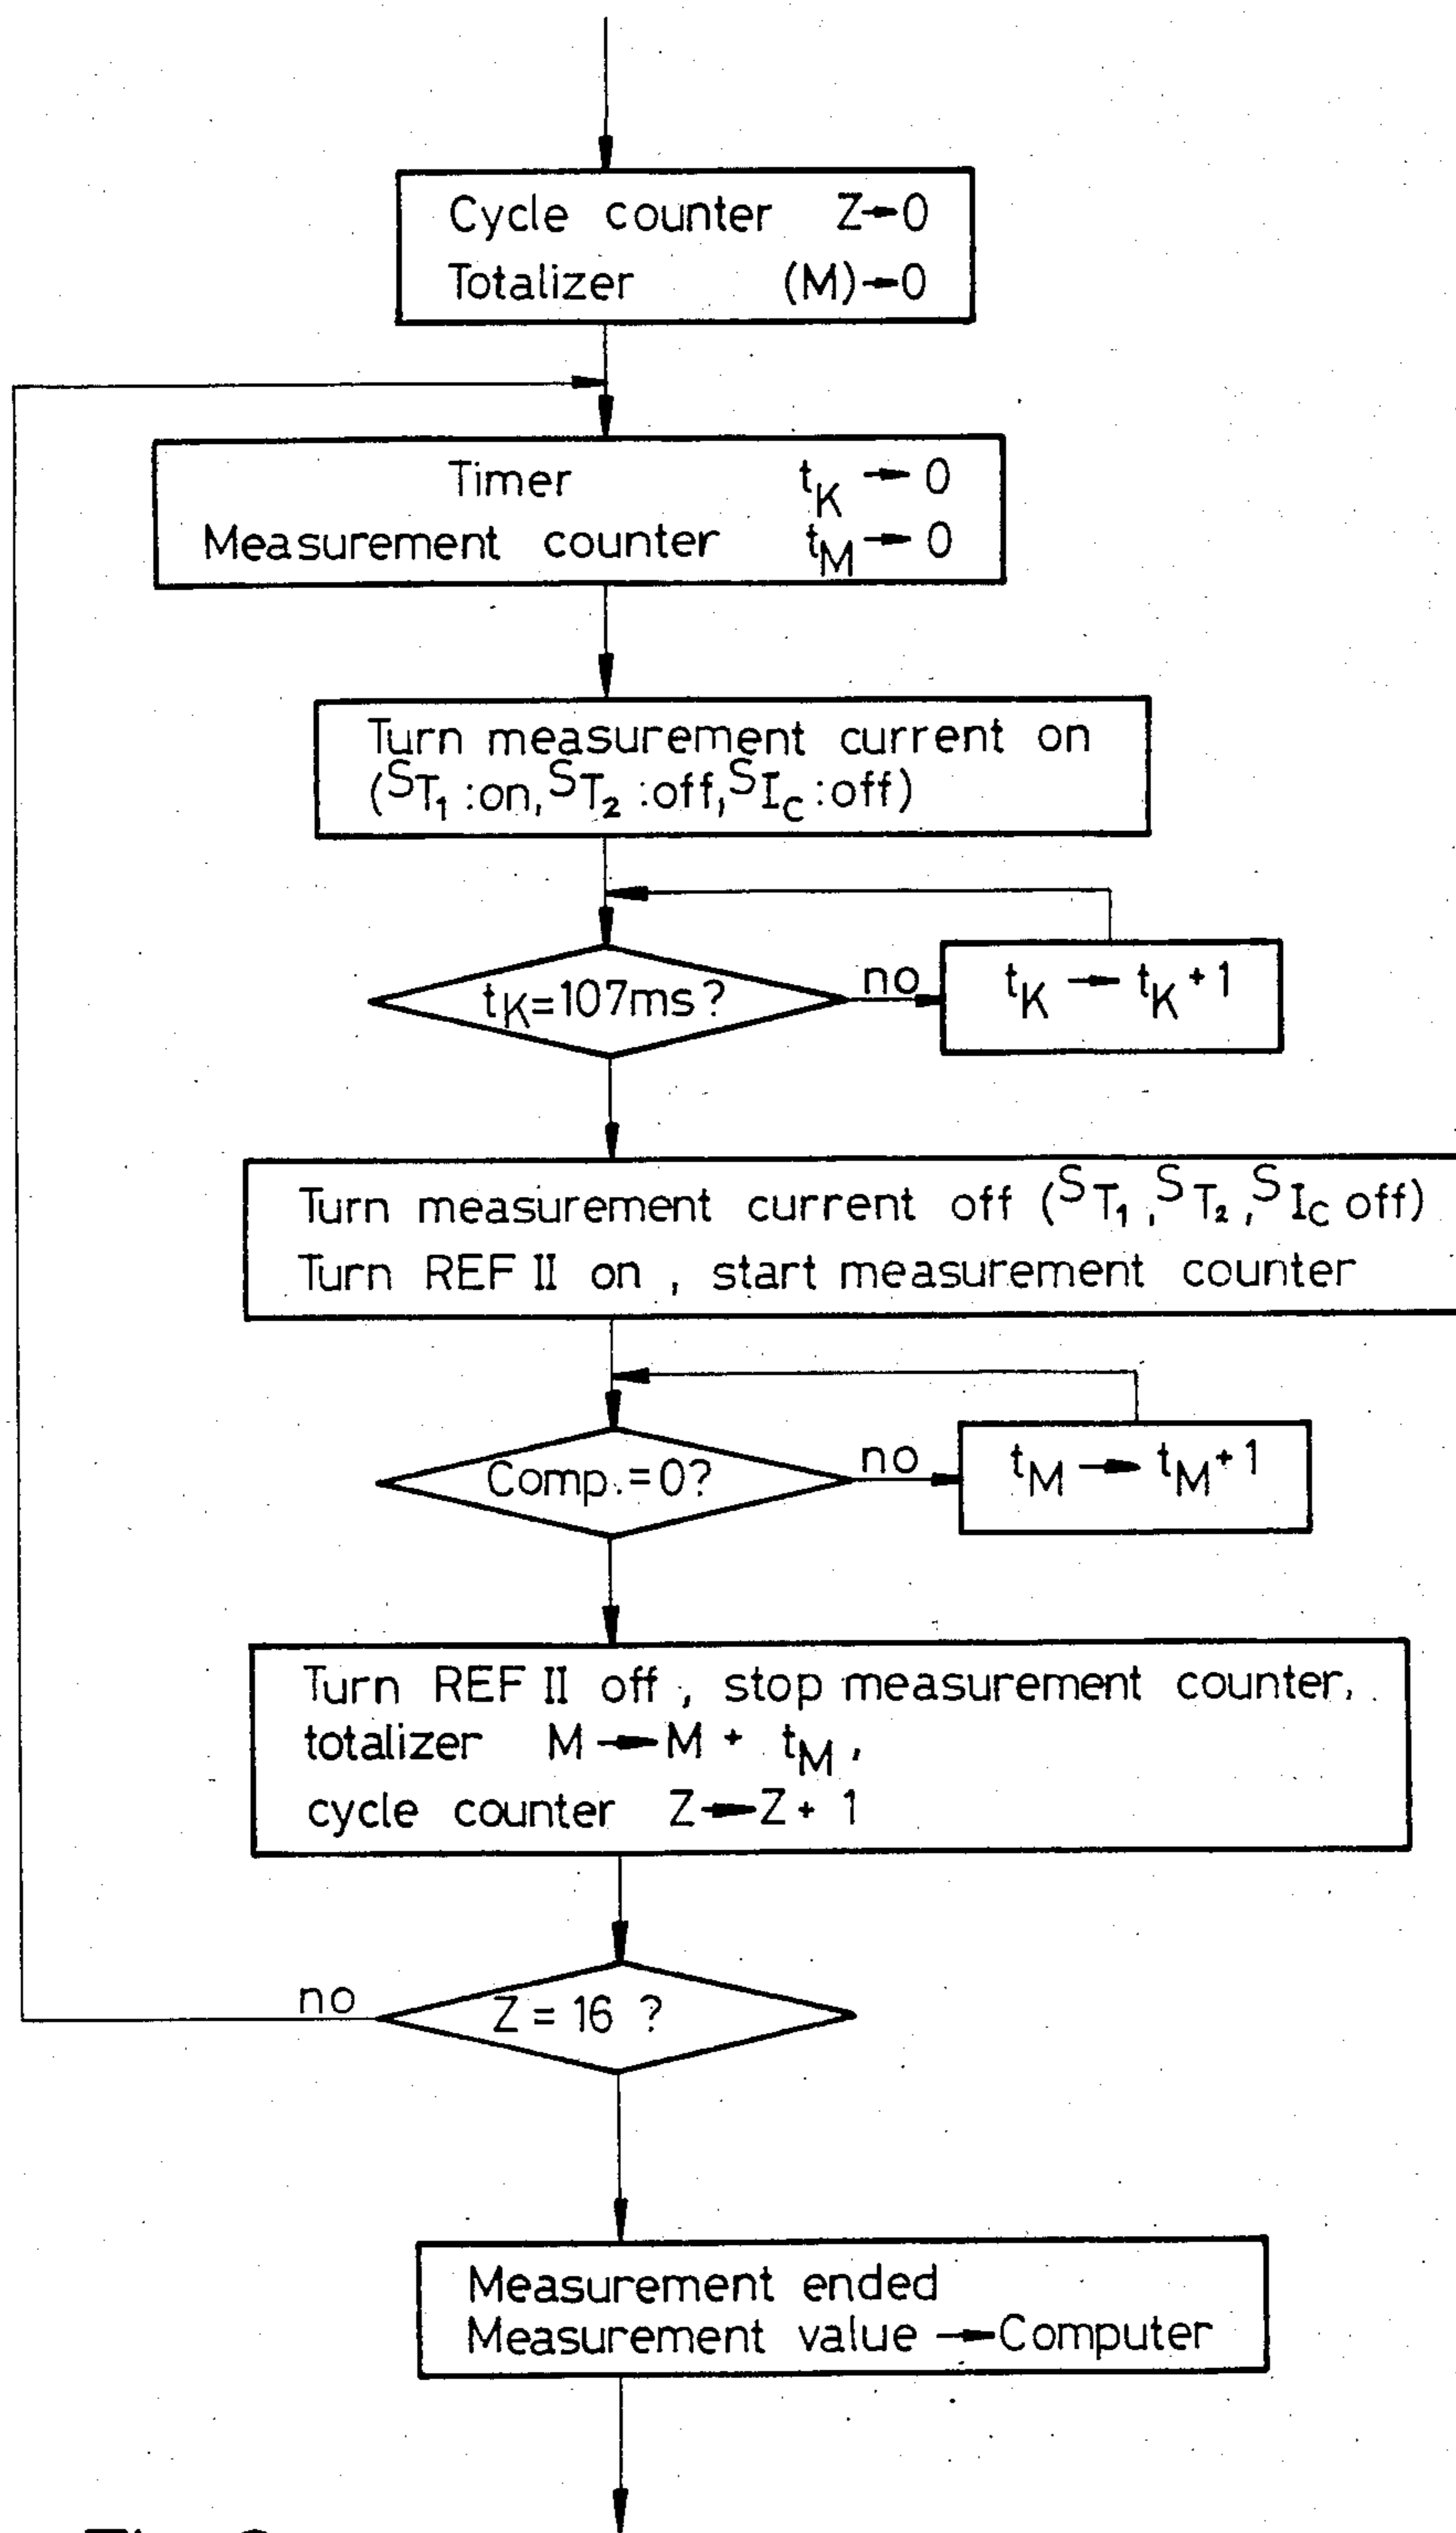 Cycle counter Z→0
Totalizer (M)→0
Timer t_K → 0
Measurement counter t_M → 0
Turn measurement current on
(S_T₁ :on, S_T₂ :off, S_I_C :off)
t_K=107ms?
no
t_K → t_K + 1
Turn measurement current off (S_T₁, S_T₂, S_I_C off)
Turn REF II on , start measurement counter
Comp.=0?
no
t_M → t_M + 1
Turn REF II off , stop measurement counter,
totalizer M → M + t_M ,
cycle counter Z → Z + 1
no
Z = 16 ?
Measurement ended
Measurement value → Computer